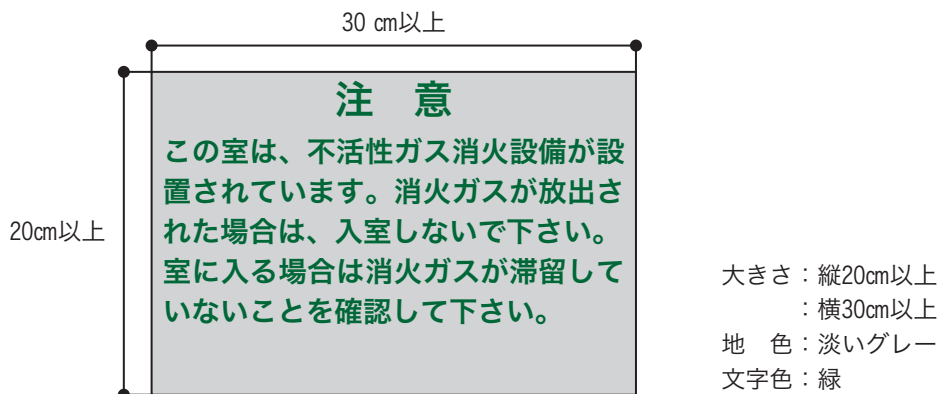 30 cm以上
20cm以上
注　意
この室は、不活性ガス消火設備が設
置されています。消火ガスが放出さ
れた場合は、入室しないで下さい。
室に入る場合は消火ガスが滞留して
いないことを確認して下さい。
大きさ：縦20cm以上
：横30cm以上
地　色：淡いグレー
文字色：緑